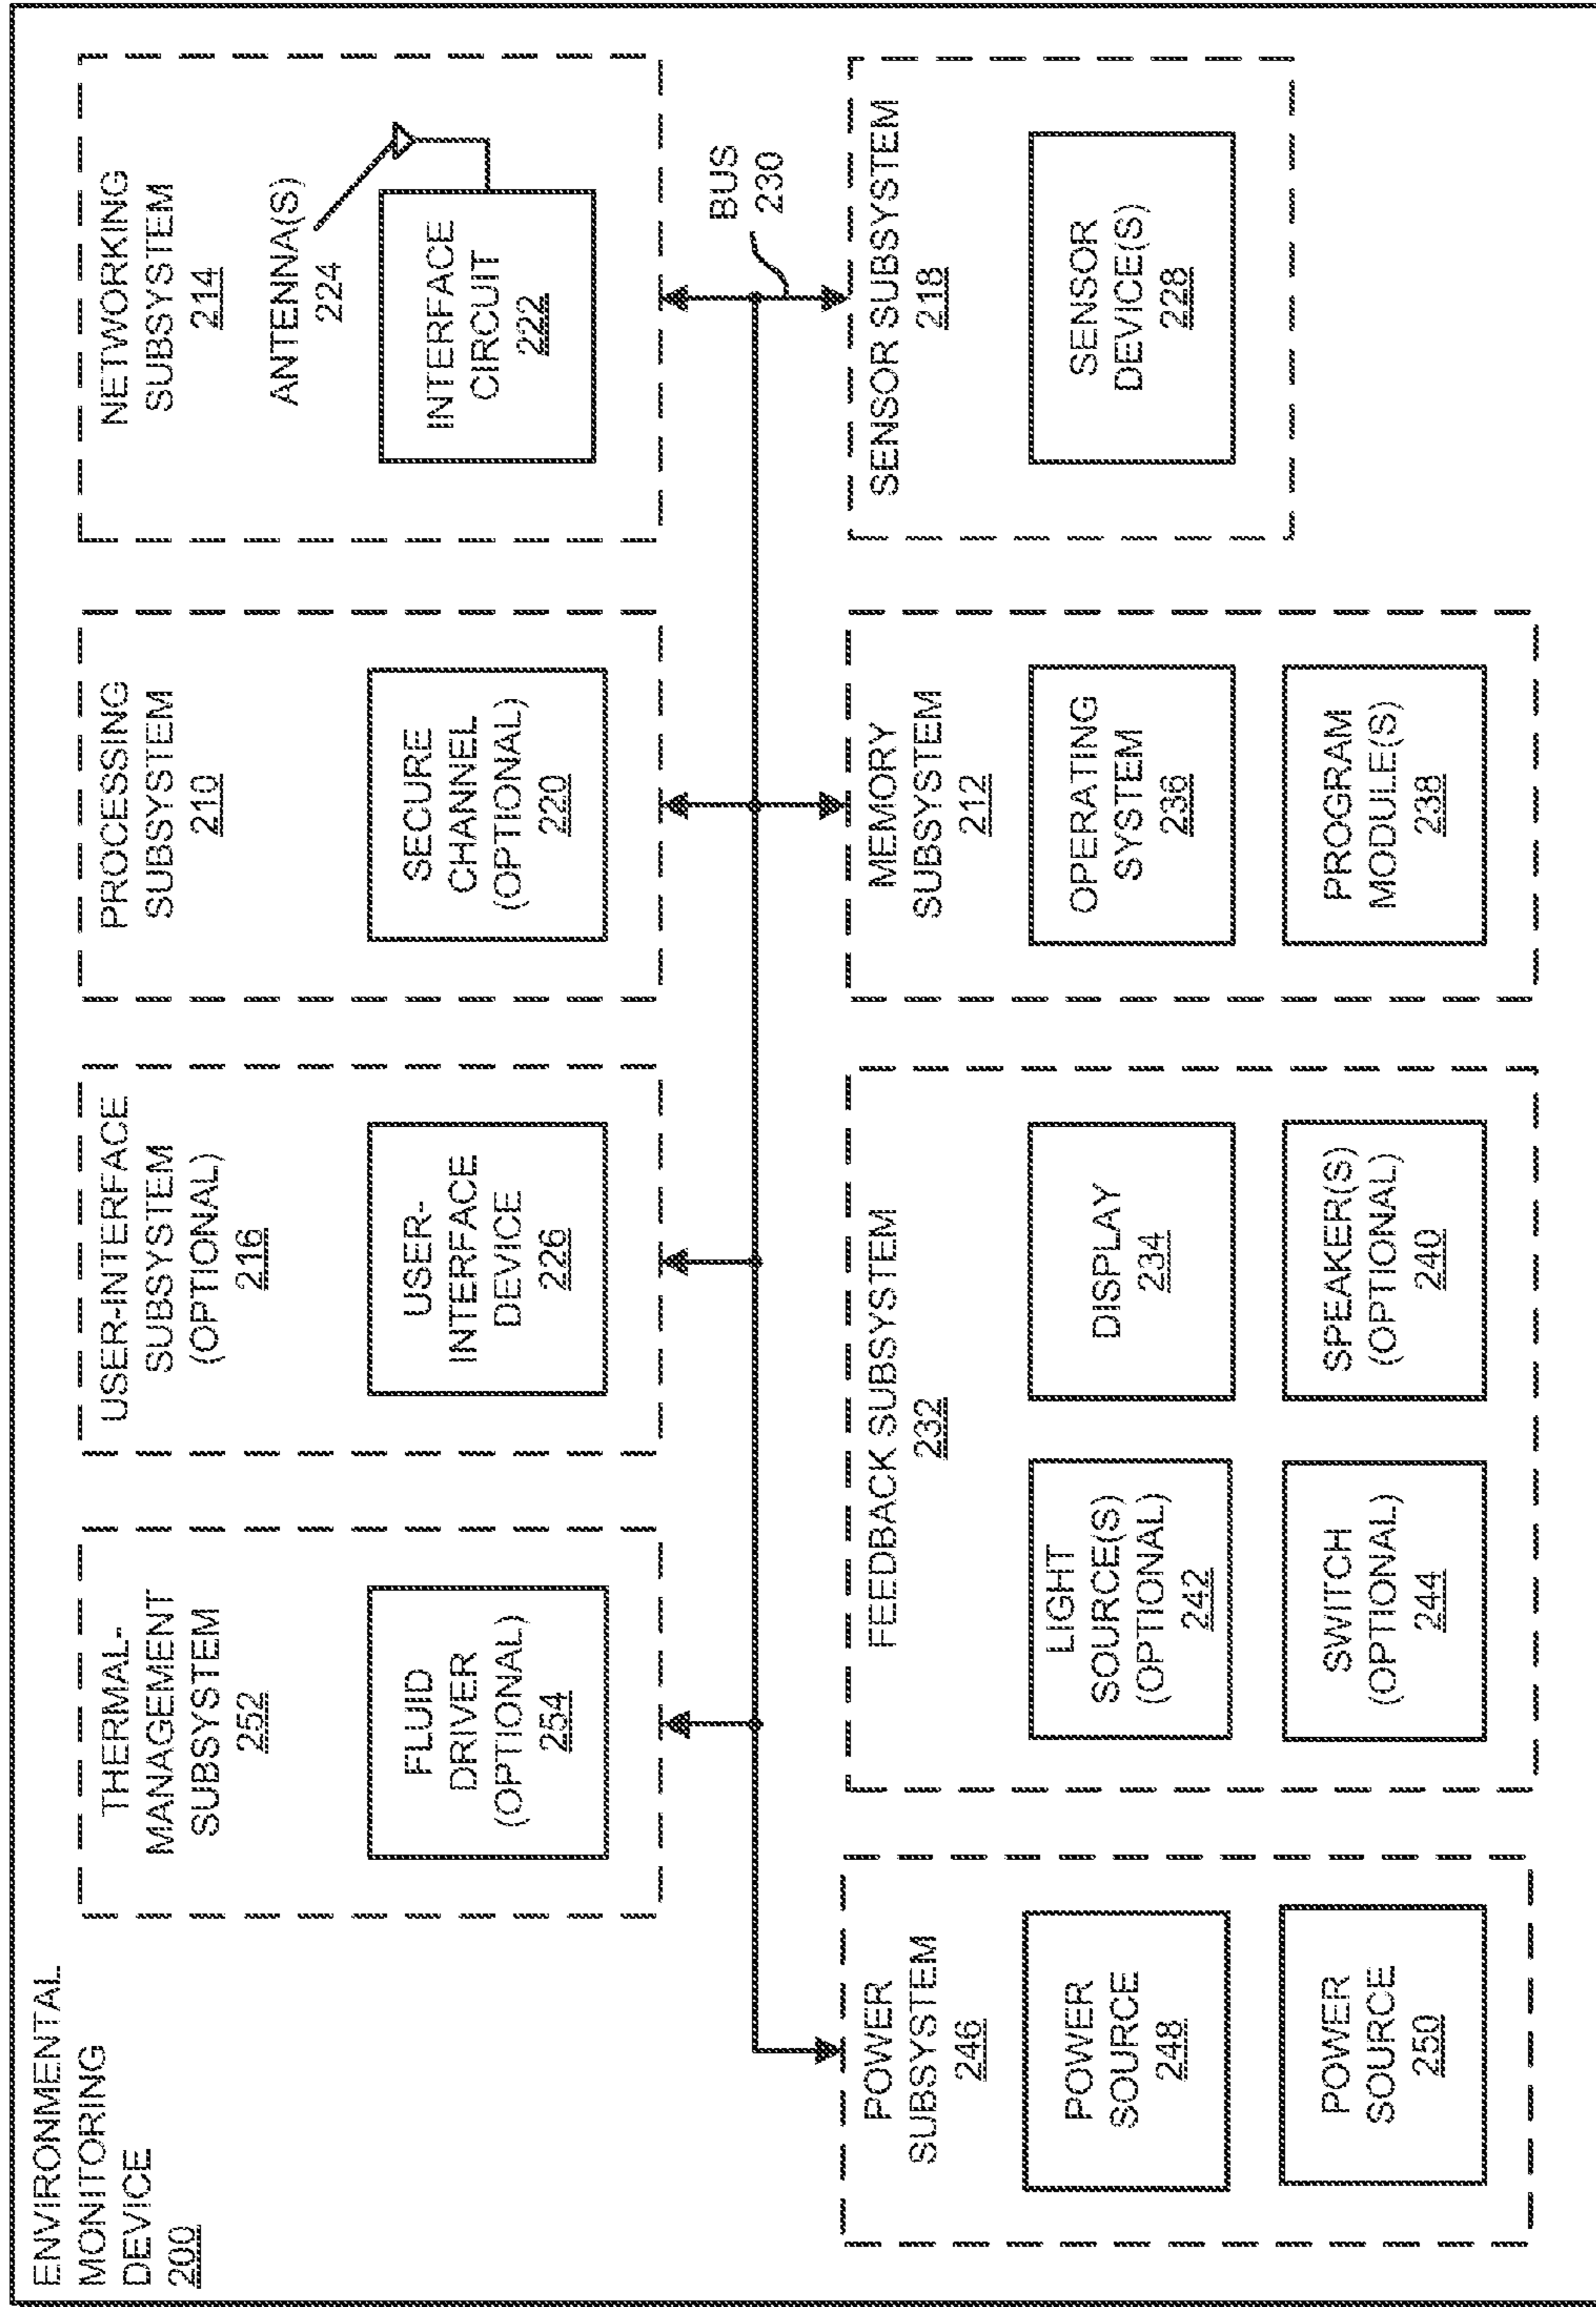 ENVIRONMENTAL
MONITORING
DEVICE
200
THERMAL-
MANAGEMENT
SUBSYSTEM
252
FLUID
DRIVER
(OPTIONAL)
254
USER-INTERFACE
SUBSYSTEM
(OPTIONAL)
216
USER-
INTERFACE
DEVICE
226
PROCESSING
SUBSYSTEM
210
SECURE
CHANNEL
(OPTIONAL)
220
NETWORKING
SUBSYSTEM
214
ANTENNA(S)
224
INTERFACE
CIRCUIT
222
BUS
230
POWER
SUBSYSTEM
246
POWER
SOURCE
248
POWER
SOURCE
250
FEEDBACK SUBSYSTEM
232
LIGHT
SOURCE(S)
(OPTIONAL)
242
DISPLAY
234
SWITCH
(OPTIONAL)
244
SPEAKER(S)
(OPTIONAL)
240
MEMORY
SUBSYSTEM
212
OPERATING
SYSTEM
236
PROGRAM
MODULE(S)
238
SENSOR SUBSYSTEM
218
SENSOR
DEVICE(S)
228